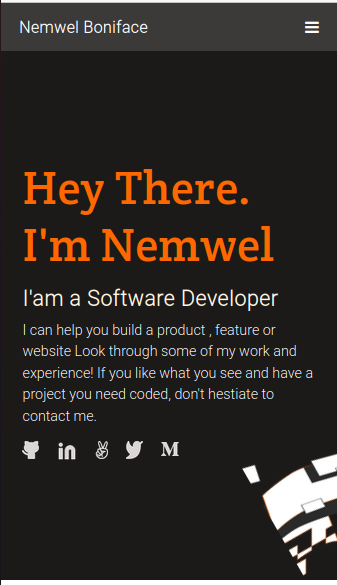 Nemwel Boniface
Hey There.
I'm Nemwel
I'am a Software Developer
I can help you build a product , feature or
website Look through some of my work and
experience! If you like what you see and have a
project you need coded, don't hestiate to
contact me.